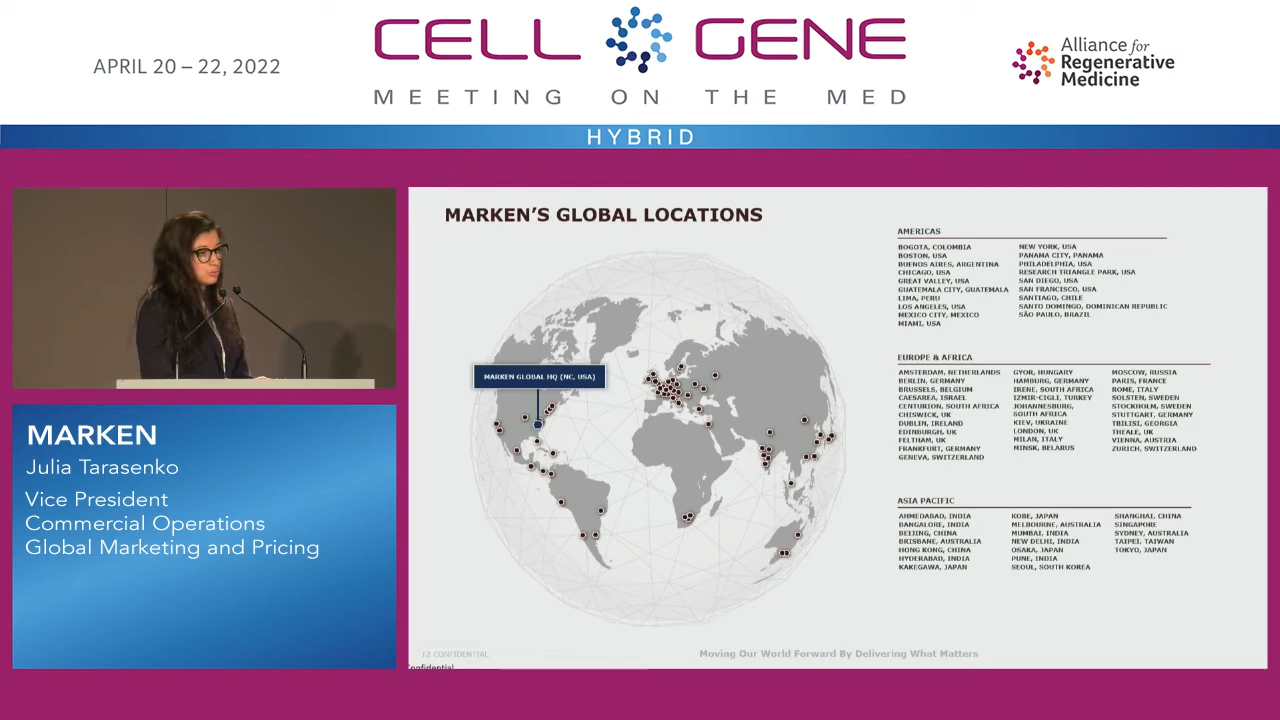 CELL GENE
MEETING ON THE MED
APRIL 20 – 22, 2022
Alliance for
Regenerative
Medicine
HYBRID
MARKEN
Julia Tarasenko
Vice President
Commercial Operations
Global Marketing and Pricing
MARKEN'S GLOBAL LOCATIONS
MARKEN GLOBAL HQ (NC, USA)
AMERICAS
BOGOTA, COLOMBIA
BOSTON, USA
BUENOS AIRES, ARGENTINA
CHICAGO, USA
GREAT VALLEY, USA
GUATEMALA CITY, GUATEMALA
LIMA, PERU
LOS ANGELES, USA
MEXICO CITY, MEXICO
MIAMI, USA
NEW YORK, USA
PANAMA CITY, PANAMA
PHILADELPHIA, USA
RESEARCH TRIANGLE PARK, USA
SAN DIEGO, USA
SAN FRANCISCO, USA
SANTIAGO, CHILE
SANTO DOMINGO, DOMINICAN REPUBLIC
SÃO PAULO, BRAZIL
EUROPE & AFRICA
AMSTERDAM, NETHERLANDS
BERLIN, GERMANY
BRUSSELS, BELGIUM
CAESAREA, ISRAEL
CENTURION, SOUTH AFRICA
CHISWICK, UK
DUBLIN, IRELAND
EDINBURGH, UK
FELTHAM, UK
FRANKFURT, GERMANY
GENEVA, SWITZERLAND
GYOR, HUNGARY
HAMBURG, GERMANY
IRENE, SOUTH AFRICA
IZMIR-CIGLI, TURKEY
JOHANNESBURG,
SOUTH AFRICA
KIEV, UKRAINE
LONDON, UK
MILAN, ITALY
MINSK, BELARUS
MOSCOW, RUSSIA
PARIS, FRANCE
ROME, ITALY
SOLSTEN, SWEDEN
STOCKHOLM, SWEDEN
STUTTGART, GERMANY
TBILISI, GEORGIA
THEALE, UK
VIENNA, AUSTRIA
ZURICH, SWITZERLAND
ASIA PACIFIC
AHMEDABAD, INDIA
BANGALORE, INDIA
BEIJING, CHINA
BRISBANE, AUSTRALIA
HONG KONG, CHINA
HYDERABAD, INDIA
KAKEGAWA, JAPAN
KOBE, JAPAN
MELBOURNE, AUSTRALIA
MUMBAI, INDIA
NEW DELHI, INDIA
OSAKA, JAPAN
PUNE, INDIA
SEOUL, SOUTH KOREA
SHANGHAI, CHINA
SINGAPORE
SYDNEY, AUSTRALIA
TAIPEI, TAIWAN
TOKYO, JAPAN
12 CONFIDENTIAL
Moving Our World Forward By Delivering What Matters